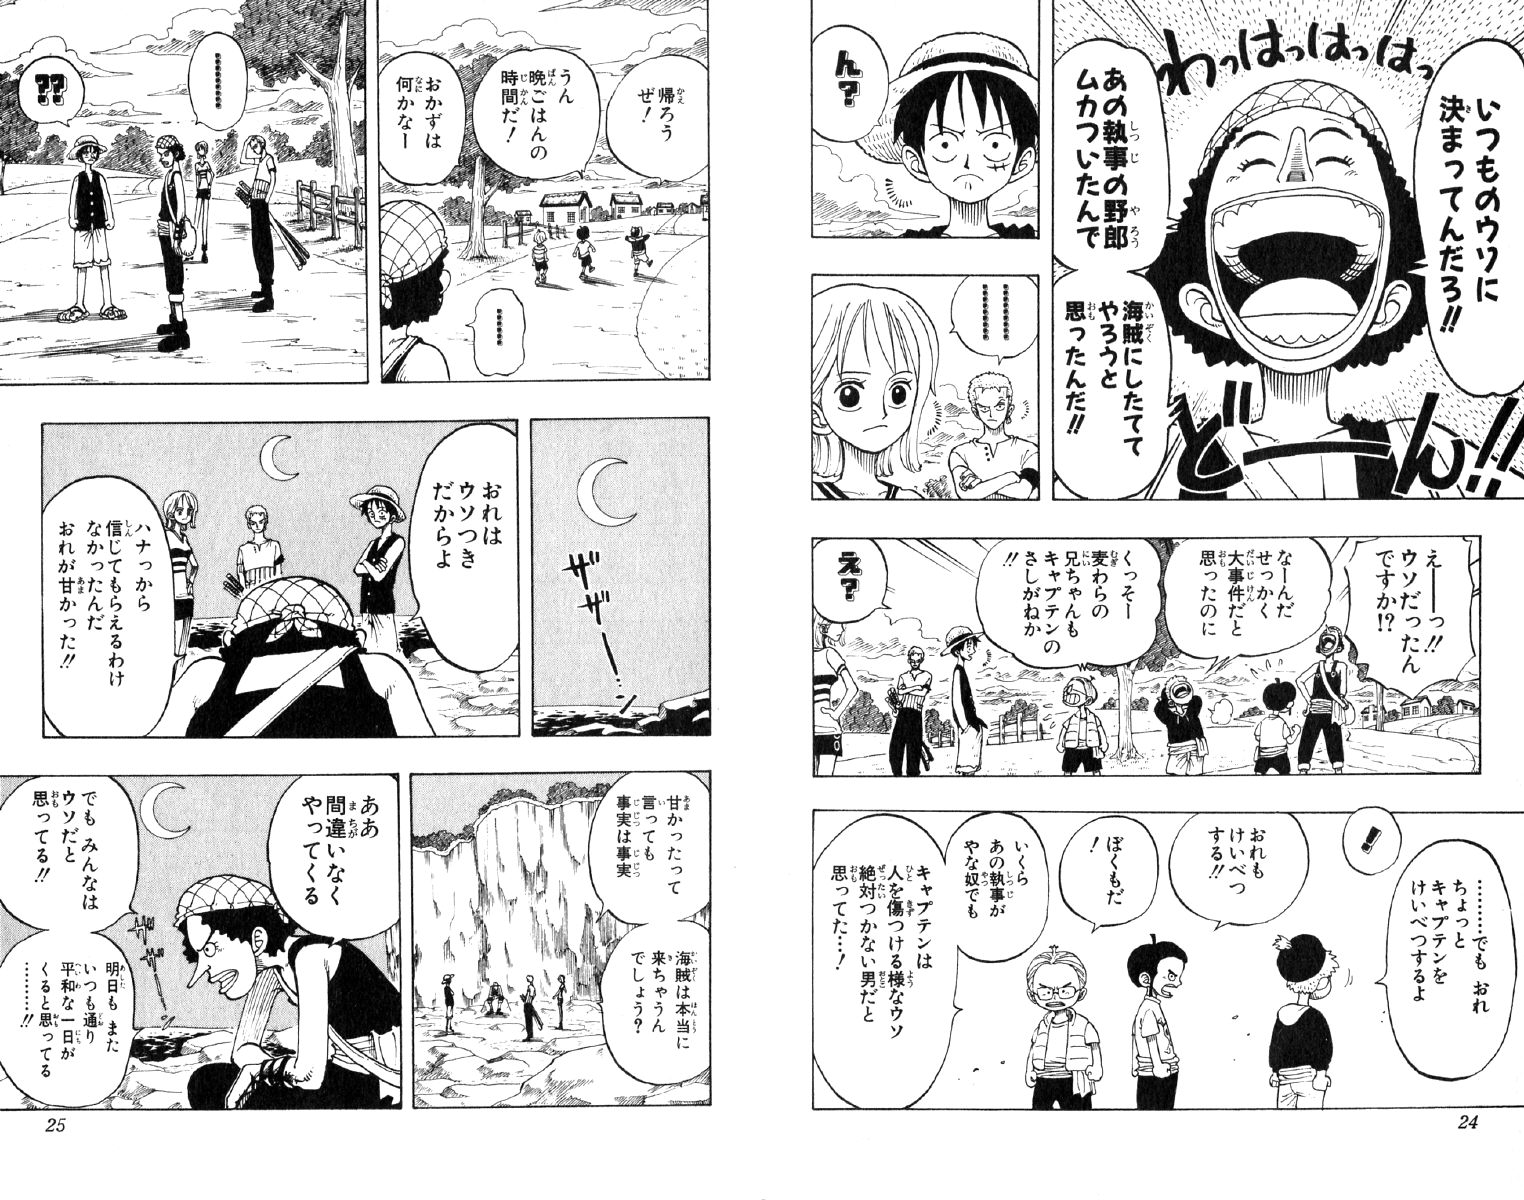 わっはっはっはっはっ
いつものウソに
決まってんだろ!!
あの執事の野郎
ムカついたんで
海賊にしたてて
やろうと
思ったんだ!!
どーん!!
ん?
………
えーーっ!!
ウソだったん
ですか!?
なーんだ
せっかく
大事件だと
思ったのに
くっそー
麦わらの
兄ちゃんも
キャプテンの
さしがねか
!!
え?
………でも おれ
ちょっと
キャプテンを
けいべつするよ
!
おれも
けいべつ
する!!
ぼくもだ
!
いくら
あの執事が
やな奴でも
キャプテンは
人を傷つける様なウソ
絶対つかない男だと
思ってた…!
24
帰ろう
ぜ!
うん
晩ごはんの
時間だ!
おかずは
何かなー
………
………
??
ザザーー…ン
おれは
ウソつき
だからよ
ハナっから
信じてもらえるわけ
なかったんだ
おれが甘かった!!
甘かったって
言っても
事実は事実
海賊は本当に
来ちゃうん
でしょう?
ああ
間違いなく
やってくる
でも みんなは
ウソだと
思ってる!!
明日も また
いつも通り
平和な一日が
くると思ってる
………!!
25